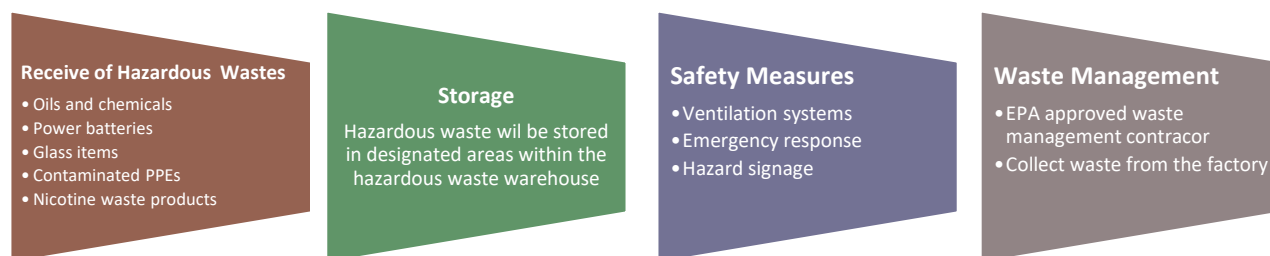 Receive of Hazardous Wastes
• Oils and chemicals
• Power batteries
• Glass items
• Contaminated PPEs
• Nicotine waste products
Storage
Hazardous waste wil be stored
in designated areas within the
hazardous waste warehouse
Safety Measures
• Ventilation systems
• Emergency response
• Hazard signage
Waste Management
• EPA approved waste
management contracor
• Collect waste from the factory